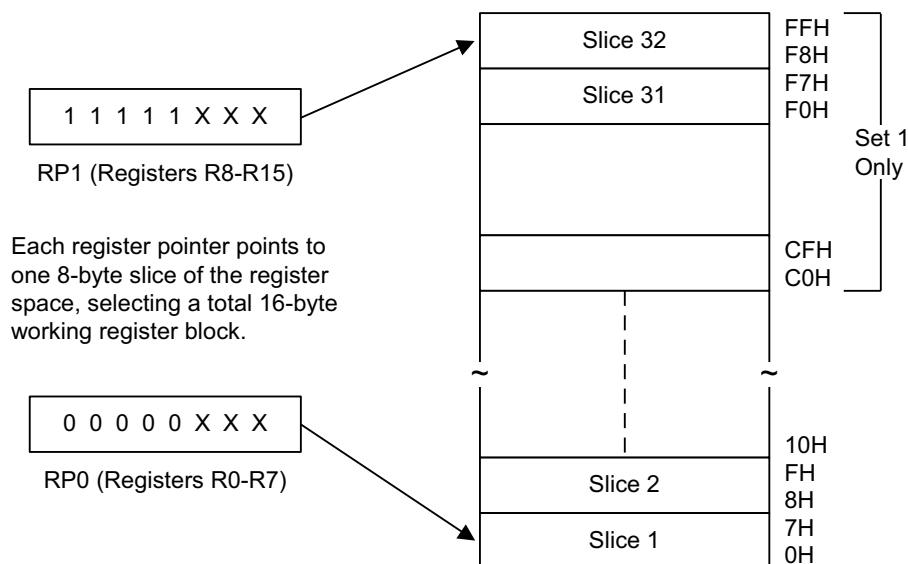 Slice 32
FFH
F8H
Slice 31
F7H
F0H
Set 1
Only
1 1 1 1 1 X X X
RP1 (Registers R8-R15)
Each register pointer points to
one 8-byte slice of the register
space, selecting a total 16-byte
working register block.
CFH
C0H
~
~
0 0 0 0 0 X X X
RP0 (Registers R0-R7)
10H
Slice 2
FH
8H
Slice 1
7H
0H